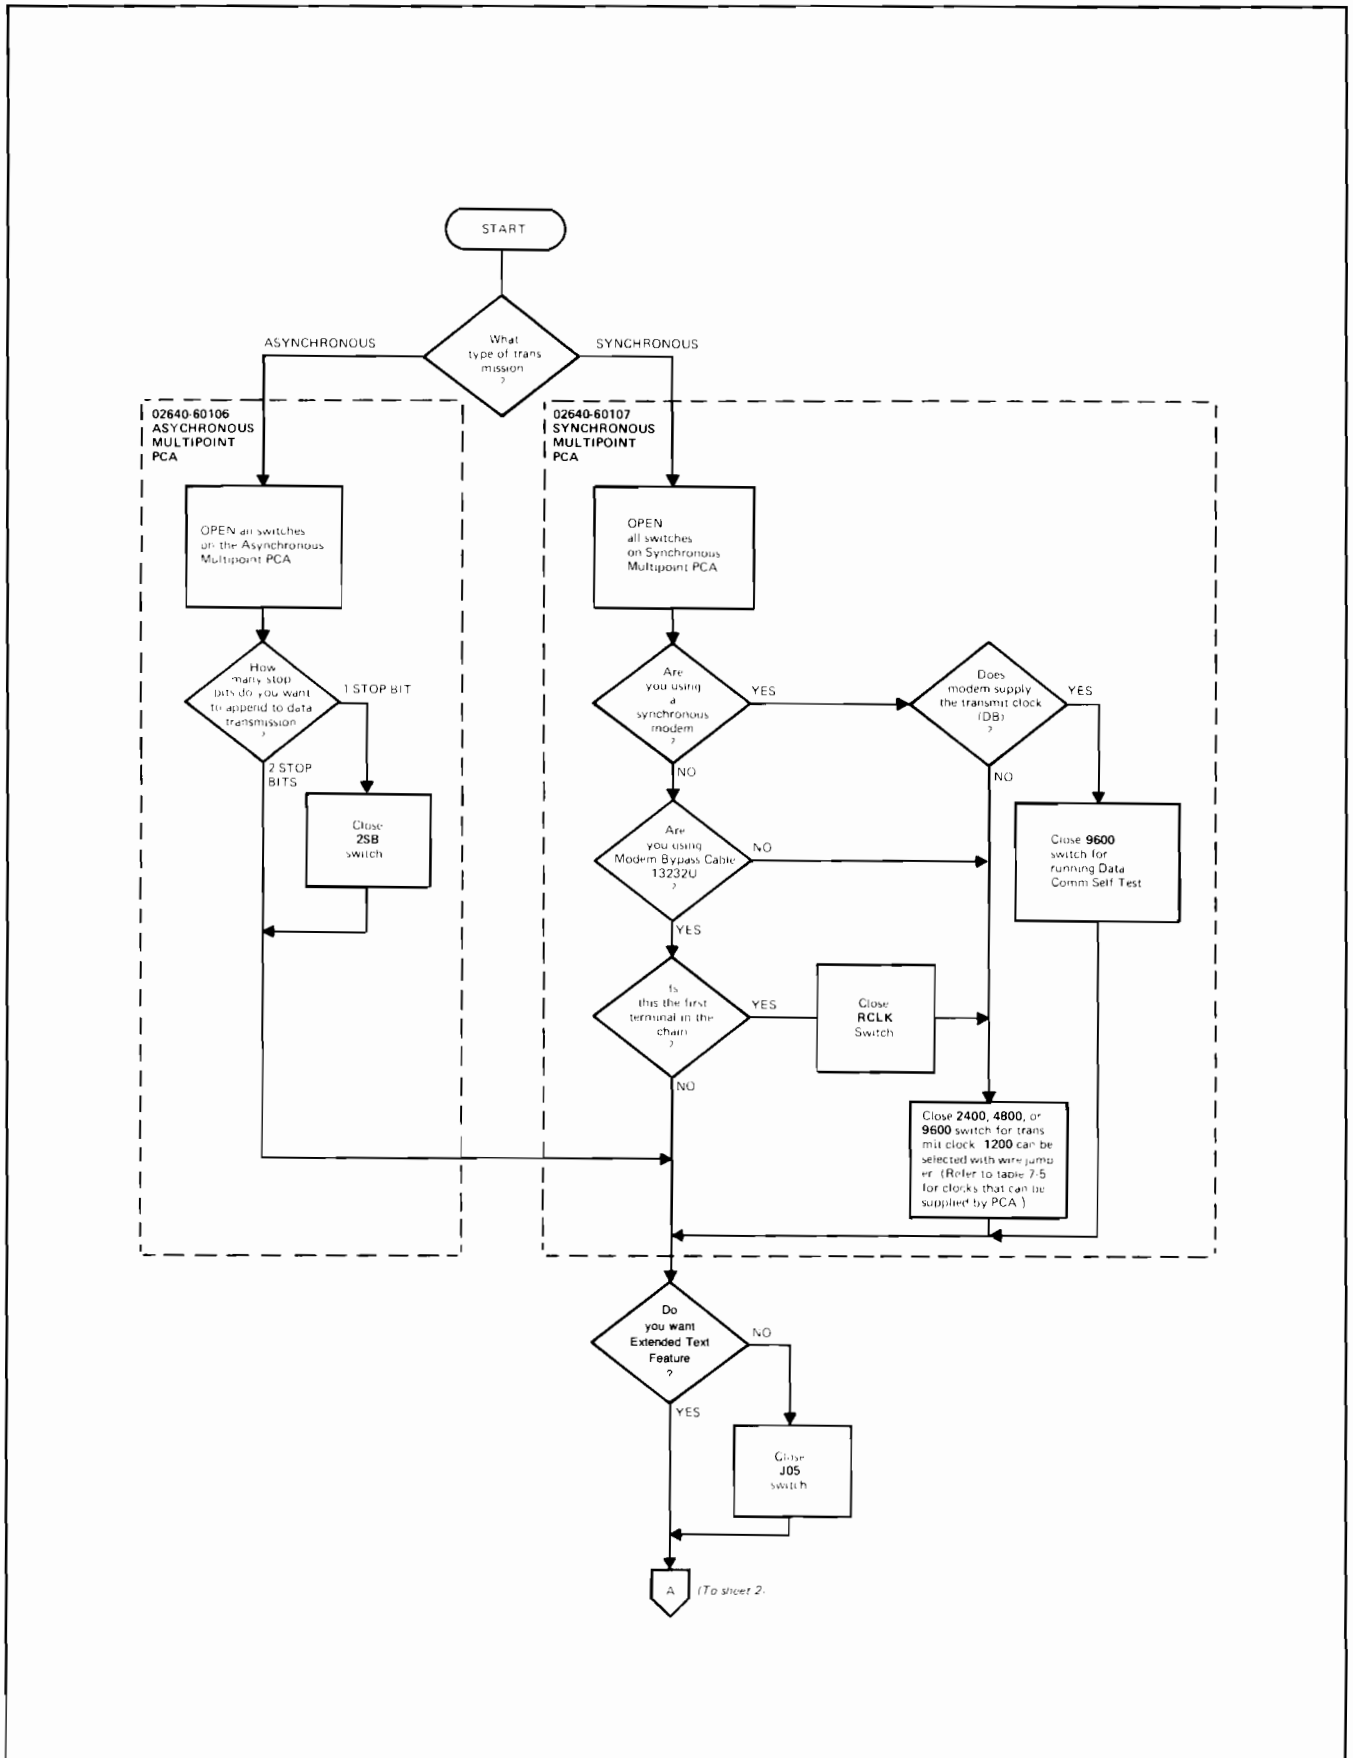 START
What
type of trans
mission
?
ASYNCHRONOUS
SYNCHRONOUS
02640-60106
ASYCHRONOUS
MULTIPOINT
PCA
OPEN all switches
on the Asynchronous
Multipoint PCA
How
many stop
bits do you want
to append to data
transmission
?
1 STOP BIT
2 STOP
BITS
Close
2SB
switch
02640-60107
SYNCHRONOUS
MULTIPOINT
PCA
OPEN
all switches
on Synchronous
Multipoint PCA
Are
you using
a
synchronous
modem
?
YES
NO
Does
modem supply
the transmit clock
(DB)
?
YES
NO
Close 9600
switch for
running Data
Comm Self Test
Are
you using
Modem Bypass Cable
13232U
?
NO
YES
Is
this the first
terminal in the
chain
?
YES
NO
Close
RCLK
Switch
Close 2400, 4800, or
9600 switch for trans
mit clock 1200 can be
selected with wire jump
er (Refer to table 7-5
for clocks that can be
supplied by PCA )
Do
you want
Extended Text
Feature
?
NO
YES
Close
J05
switch
A
(To sheet 2.